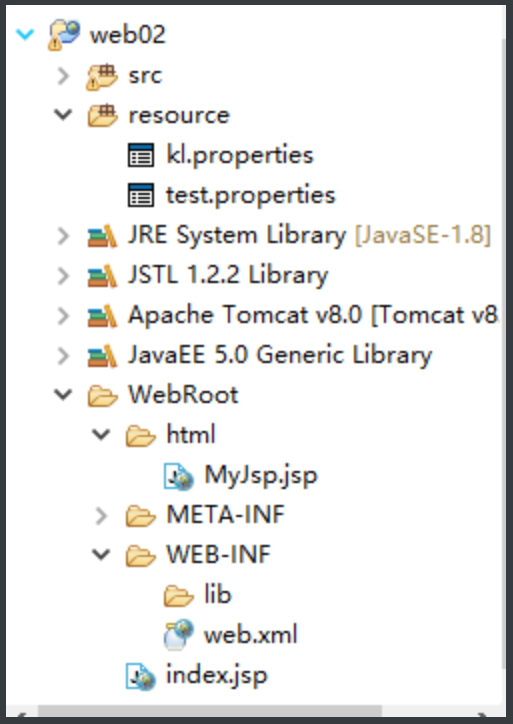 web02
src
resource
kl.properties
test.properties
JRE System Library [JavaSE-1.8]
JSTL 1.2.2 Library
Apache Tomcat v8.0 [Tomcat v8
JavaEE 5.0 Generic Library
WebRoot
html
MyJsp.jsp
META-INF
WEB-INF
lib
web.xml
index.jsp